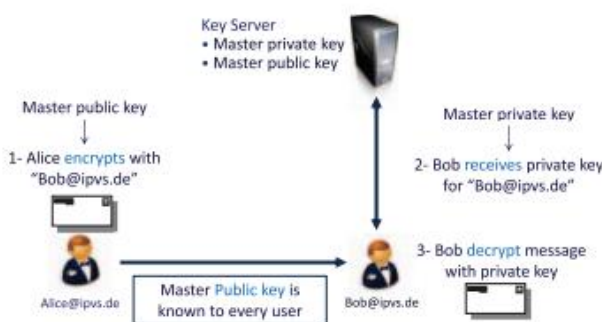 Key Server
• Master private key
• Master public key
Master public key
1- Alice encrypts with
"Bob@ipvs.de"
Master private key
2- Bob receives private key
for "Bob@ipvs.de"
3- Bob decrypt message
with private key
Alice@ipvs.de
Master Public key is
known to every user
Bob@ipvs.de